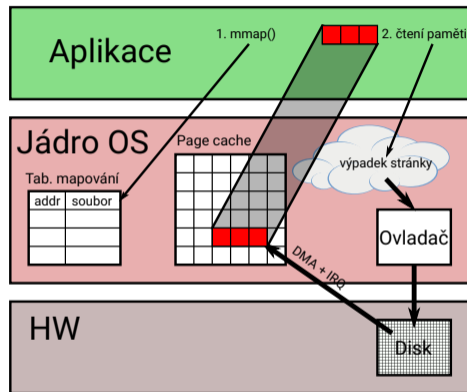 Aplikace
1. mmap()
2. čtení paměti
Jádro OS
Page cache
Tab. mapování
addr soubor
výpadek stránky
Ovladač
DMA + IRQ
HW
Disk